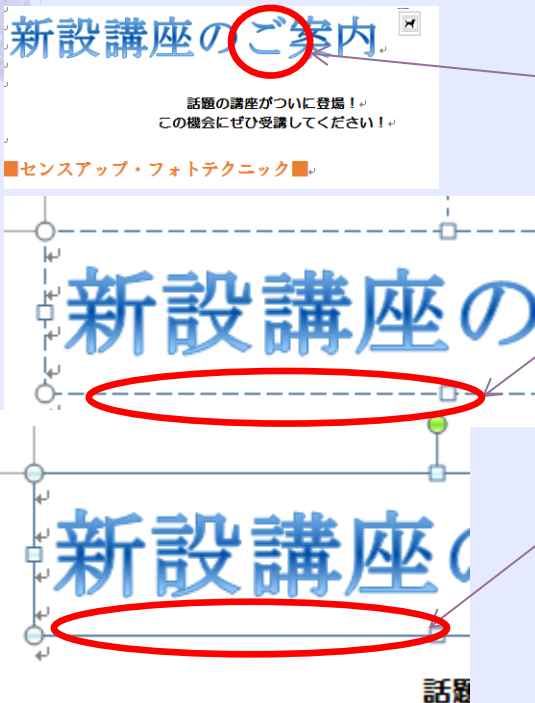 新設講座のご案内
話題の講座がついに登場！
この機会にぜひ受講してください！
■センスアップ・フォトテクニック■
新設講座の
新設講座の
話題